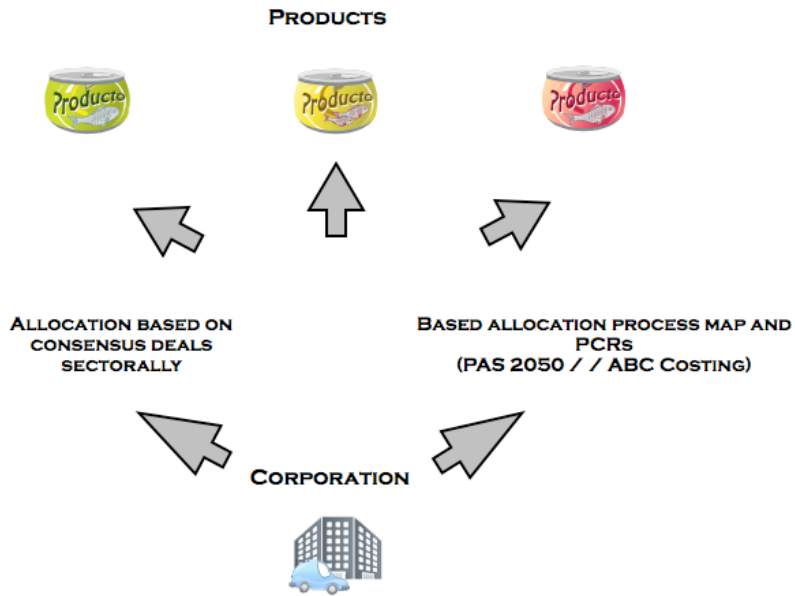 PRODUCTS
Producto
Producto
Producto
ALLOCATION BASED ON
CONSENSUS DEALS
SECTORALLY
BASED ALLOCATION PROCESS MAP AND
PCRS
(PAS 2050 / / ABC COSTING)
CORPORATION